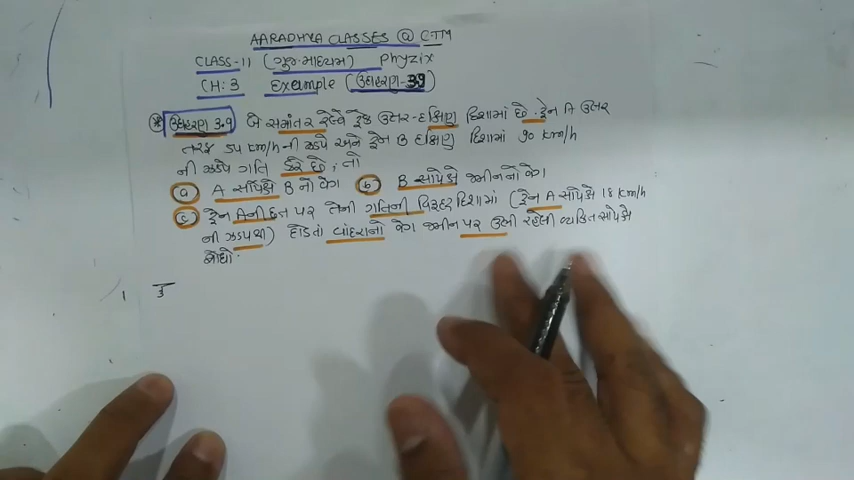 AARADHYA CLASSES @ CTM
CLASS-11 (ગુજ.માધ્યમ) Phyzix
CH:3 Example (ઉદાહરણ-3.9)
* ઉદાહરણ 3.9 બે સમાંતર રેલ્વે ટ્રેક ઉત્તર-દક્ષિણ દિશામાં છે. ટ્રેન A ઉત્તર
તરફ 54 km/h ની ઝડપે અને ટ્રેન B દક્ષિણ દિશામાં 90 km/h
ની ઝડપે ગતિ કરે છે, તો
a A સાપેક્ષે B નો વેગ b B સાપેક્ષે જમીનનો વેગ
c ટ્રેન A ની છત પર તેની ગતિની વિરુદ્ધ દિશામાં (ટ્રેન A સાપેક્ષે 18 km/h
ની ઝડપથી) દોડતા વાંદરાનો વેગ જમીન પર ઉભી રહેલી વ્યક્તિ સાપેક્ષે
શોધો.